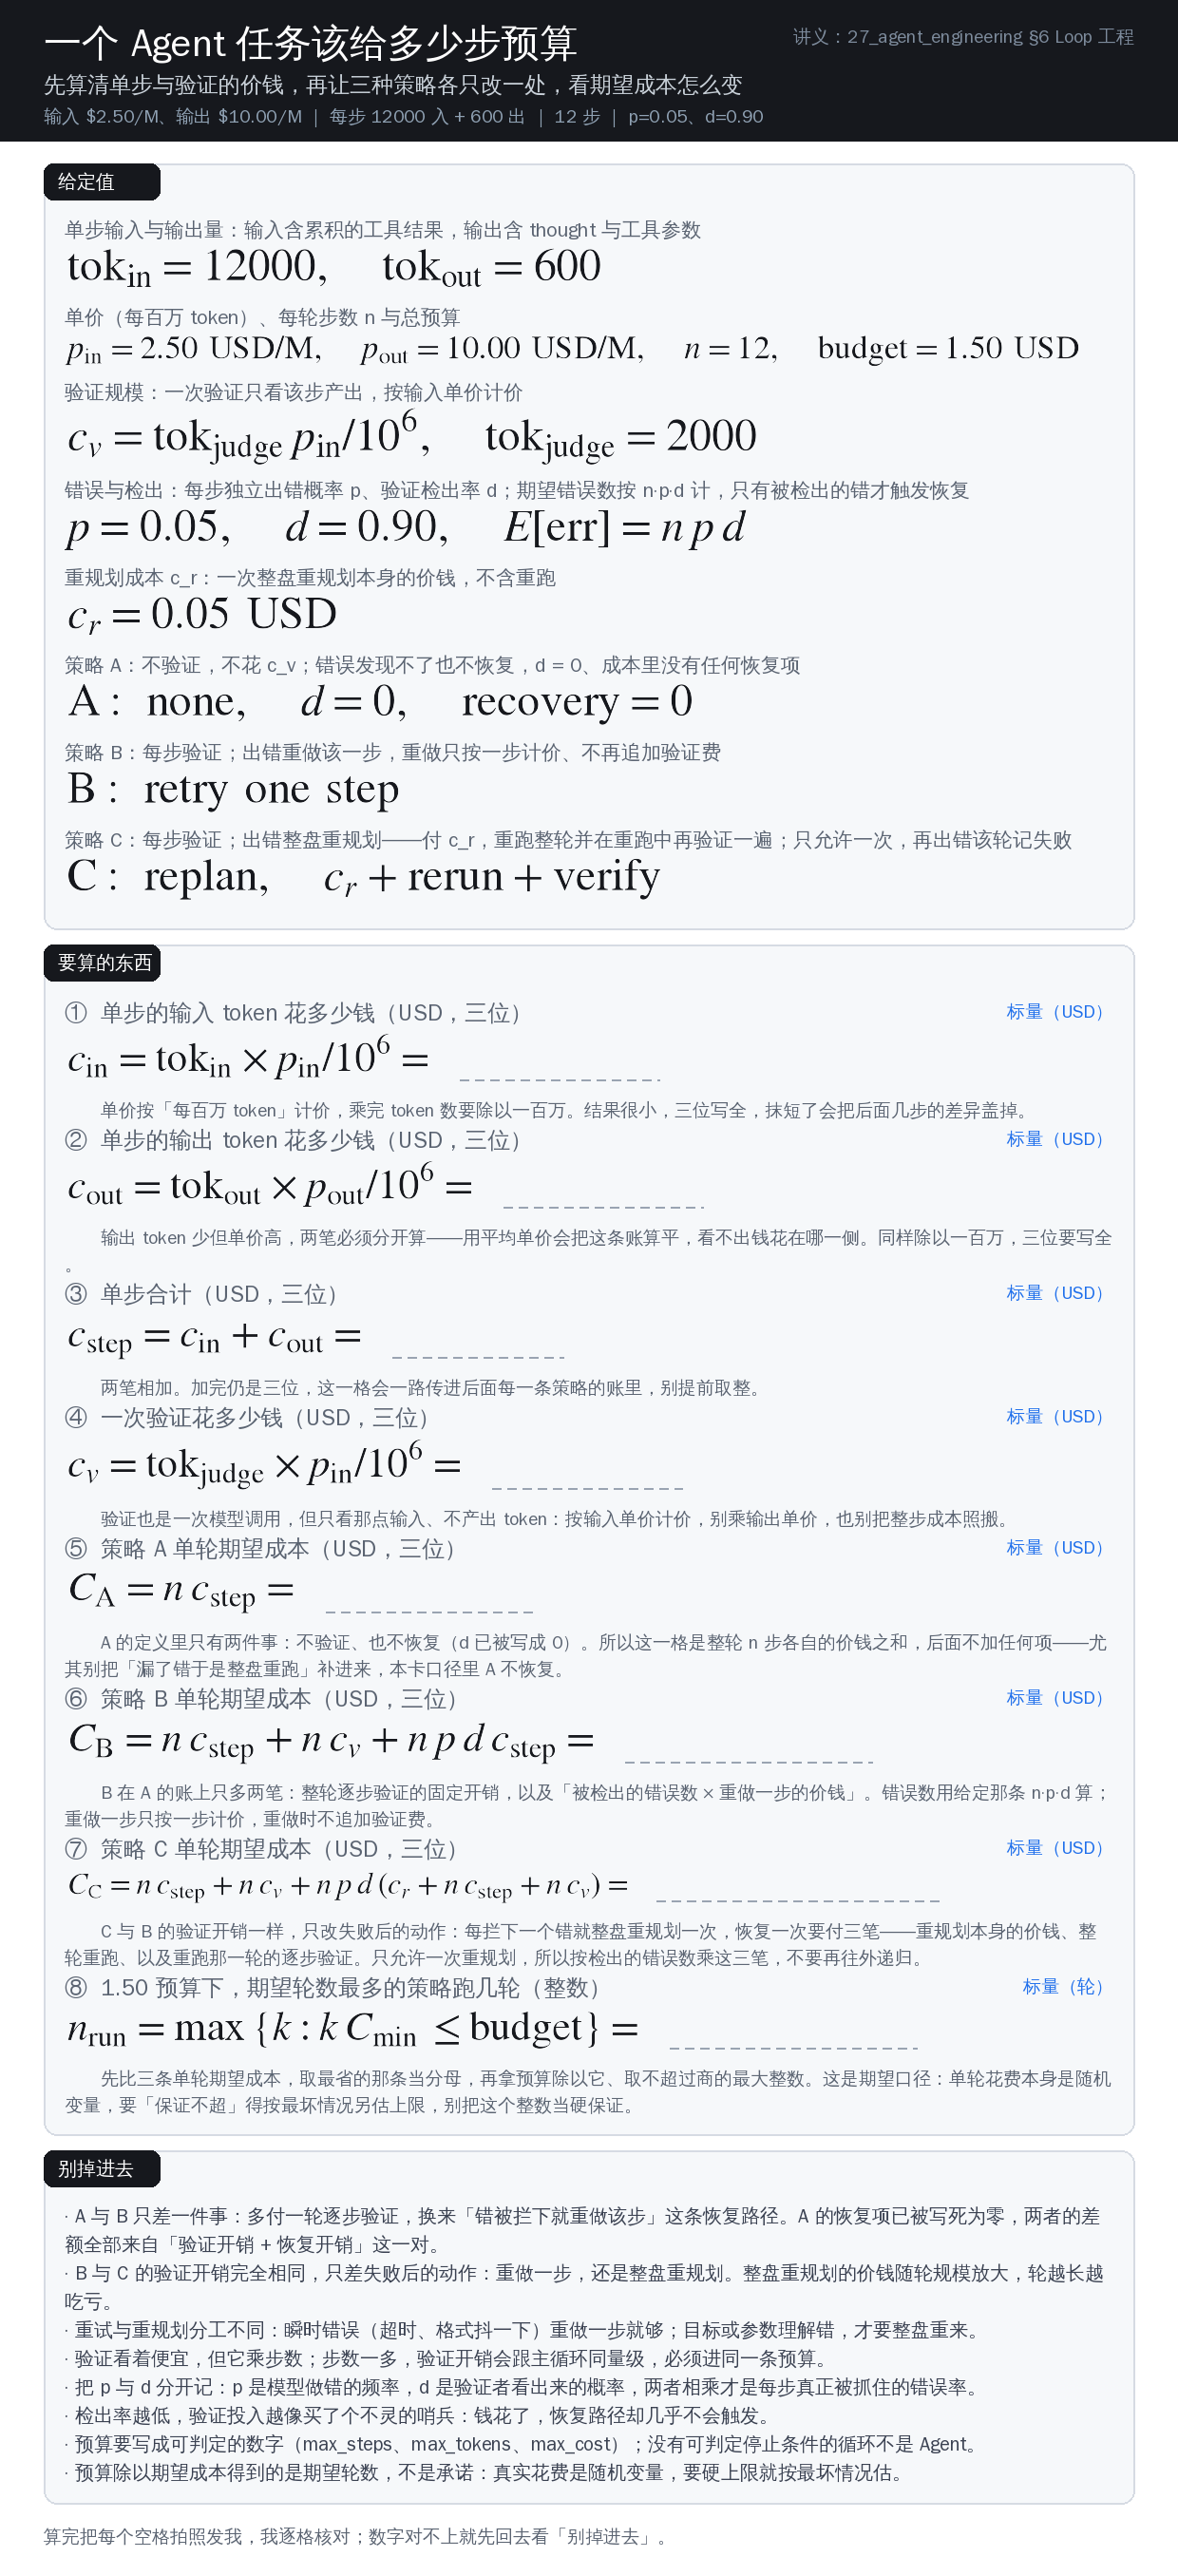 一个 Agent 任务该给多少步预算
讲义：27_agent_engineering §6 Loop 工程
先算清单步与验证的价钱，再让三种策略各只改一处，看期望成本怎么变
输入 $2.50/M、输出 $10.00/M ｜ 每步 12000 入 + 600 出 ｜ 12 步 ｜ p=0.05、d=0.90
给定值
单步输入与输出量：输入含累积的工具结果，输出含 thought 与工具参数
tok_in = 12000, tok_out = 600
单价（每百万 token）、每轮步数 n 与总预算
p_in = 2.50 USD/M, p_out = 10.00 USD/M, n = 12, budget = 1.50 USD
验证规模：一次验证只看该步产出，按输入单价计价
c_v = tok_judge p_in/10^6, tok_judge = 2000
错误与检出：每步独立出错概率 p、验证检出率 d；期望错误数按 n·p·d 计，只有被检出的错才触发恢复
p = 0.05, d = 0.90, E[err] = n p d
重规划成本 c_r：一次整盘重规划本身的价钱，不含重跑
c_r = 0.05 USD
策略 A：不验证，不花 c_v；错误发现不了也不恢复，d = 0、成本里没有任何恢复项
A : none, d = 0, recovery = 0
策略 B：每步验证；出错重做该一步，重做只按一步计价、不再追加验证费
B : retry one step
策略 C：每步验证；出错整盘重规划——付 c_r，重跑整轮并在重跑中再验证一遍；只允许一次，再出错该轮记失败
C : replan, c_r + rerun + verify
要算的东西
① 单步的输入 token 花多少钱（USD，三位）
标量（USD）
c_in = tok_in × p_in/10^6 =
单价按「每百万 token」计价，乘完 token 数要除以一百万。结果很小，三位写全，抹短了会把后面几步的差异盖掉。
② 单步的输出 token 花多少钱（USD，三位）
标量（USD）
c_out = tok_out × p_out/10^6 =
输出 token 少但单价高，两笔必须分开算——用平均单价会把这条账算平，看不出钱花在哪一侧。同样除以一百万，三位要写全
。
③ 单步合计（USD，三位）
标量（USD）
c_step = c_in + c_out =
两笔相加。加完仍是三位，这一格会一路传进后面每一条策略的账里，别提前取整。
④ 一次验证花多少钱（USD，三位）
标量（USD）
c_v = tok_judge × p_in/10^6 =
验证也是一次模型调用，但只看那点输入、不产出 token：按输入单价计价，别乘输出单价，也别把整步成本照搬。
⑤ 策略 A 单轮期望成本（USD，三位）
标量（USD）
C_A = n c_step =
A 的定义里只有两件事：不验证、也不恢复（d 已被写成 0）。所以这一格是整轮 n 步各自的价钱之和，后面不加任何项——尤
其别把「漏了错于是整盘重跑」补进来，本卡口径里 A 不恢复。
⑥ 策略 B 单轮期望成本（USD，三位）
标量（USD）
C_B = n c_step + n c_v + n p d c_step =
B 在 A 的账上只多两笔：整轮逐步验证的固定开销，以及「被检出的错误数 × 重做一步的价钱」。错误数用给定那条 n·p·d 算；
重做一步只按一步计价，重做时不追加验证费。
⑦ 策略 C 单轮期望成本（USD，三位）
标量（USD）
C_C = n c_step + n c_v + n p d (c_r + n c_step + n c_v) =
C 与 B 的验证开销一样，只改失败后的动作：每拦下一个错就整盘重规划一次，恢复一次要付三笔——重规划本身的价钱、整
轮重跑、以及重跑那一轮的逐步验证。只允许一次重规划，所以按检出的错误数乘这三笔，不要再往外递归。
⑧ 1.50 预算下，期望轮数最多的策略跑几轮（整数）
标量（轮）
n_run = max {k : k C_min ≤ budget} =
先比三条单轮期望成本，取最省的那条当分母，再拿预算除以它、取不超过商的最大整数。这是期望口径：单轮花费本身是随机
变量，要「保证不超」得按最坏情况另估上限，别把这个整数当硬保证。
别掉进去
· A 与 B 只差一件事：多付一轮逐步验证，换来「错被拦下就重做该步」这条恢复路径。A 的恢复项已被写死为零，两者的差
额全部来自「验证开销 + 恢复开销」这一对。
· B 与 C 的验证开销完全相同，只差失败后的动作：重做一步，还是整盘重规划。整盘重规划的价钱随轮规模放大，轮越长越
吃亏。
· 重试与重规划分工不同：瞬时错误（超时、格式抖一下）重做一步就够；目标或参数理解错，才要整盘重来。
· 验证看着便宜，但它乘步数；步数一多，验证开销会跟主循环同量级，必须进同一条预算。
· 把 p 与 d 分开记：p 是模型做错的频率，d 是验证者看出来的概率，两者相乘才是每步真正被抓住的错误率。
· 检出率越低，验证投入越像买了个不灵的哨兵：钱花了，恢复路径却几乎不会触发。
· 预算要写成可判定的数字（max_steps、max_tokens、max_cost）；没有可判定停止条件的循环不是 Agent。
· 预算除以期望成本得到的是期望轮数，不是承诺：真实花费是随机变量，要硬上限就按最坏情况估。
算完把每个空格拍照发我，我逐格核对；数字对不上就先回去看「别掉进去」。